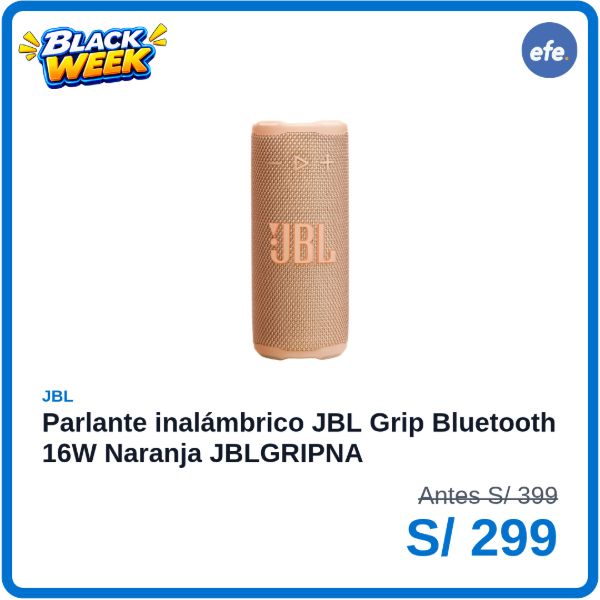 BLACK
WEEK
efe.
JBL
JBL
Parlante inalámbrico JBL Grip Bluetooth
16W Naranja JBLGRIPNA
Antes S/ 399
S/ 299